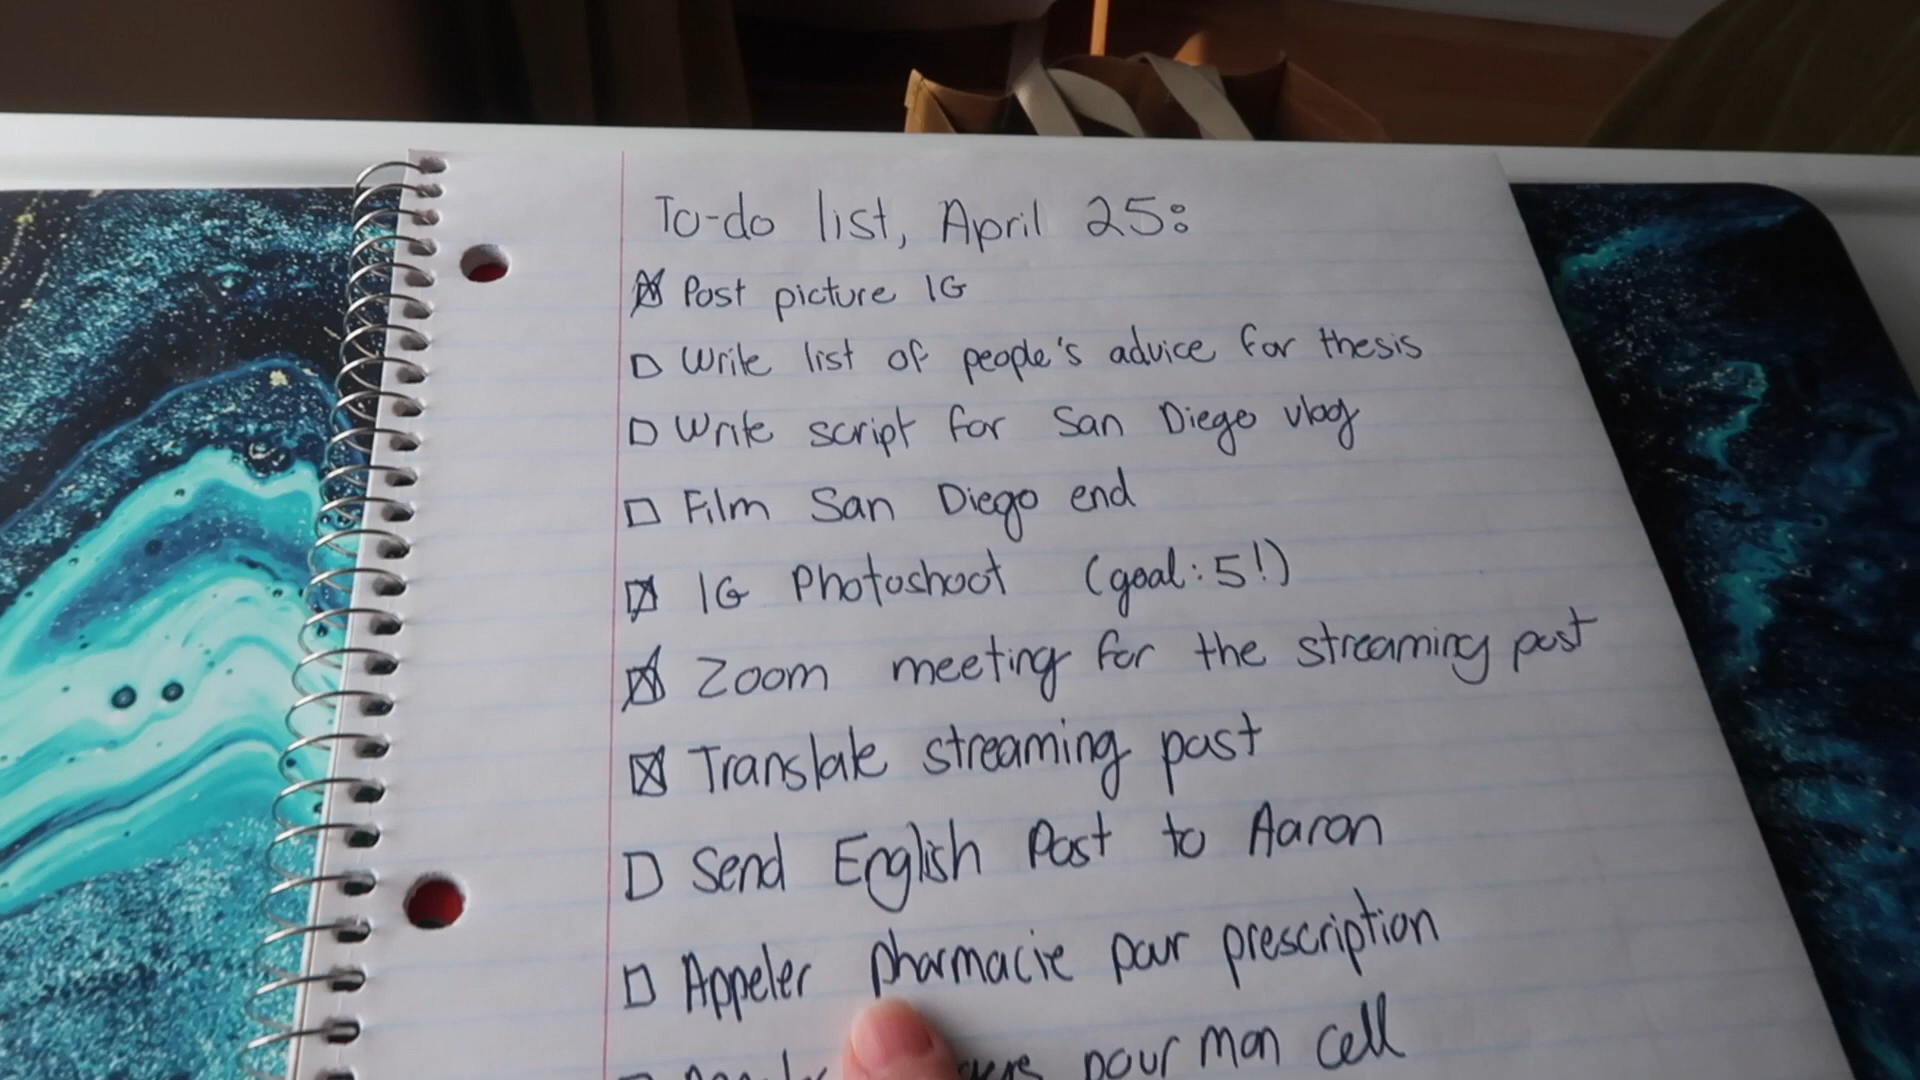 To-do list, April 25:
Post picture IG
Write list of people's advice for thesis
Write script for San Diego vlog
Film San Diego end
IG Photoshoot (goal: 5!)
Zoom meeting for the streaming post
Translate streaming post
Send English Post to Aaron
Appeler pharmacie pour prescription
pour mon cell